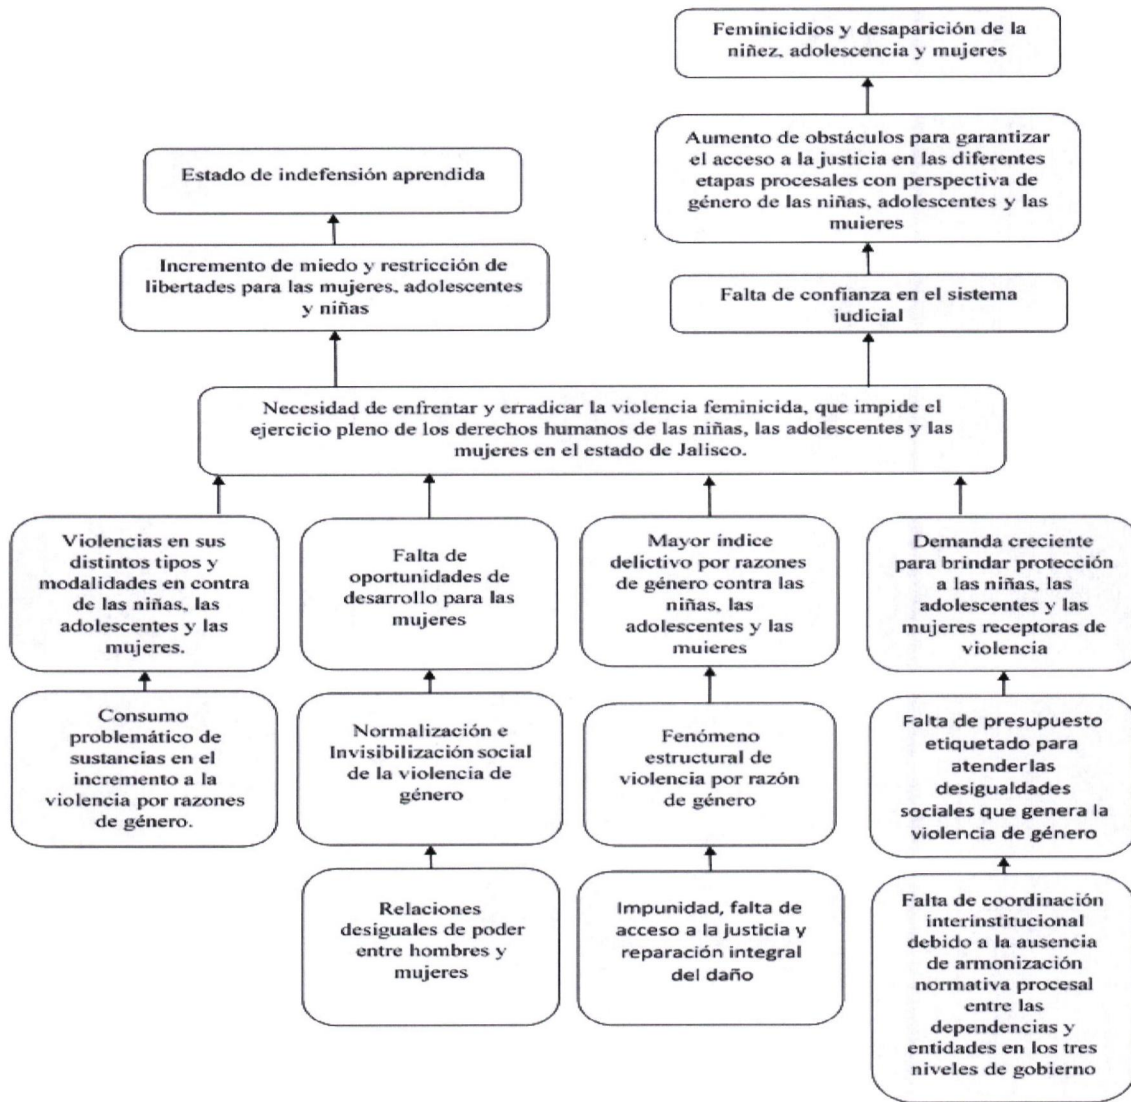 Feminicidios y desaparición de la
niñez, adolescencia y mujeres
Aumento de obstáculos para garantizar
el acceso a la justicia en las diferentes
etapas procesales con perspectiva de
género de las niñas, adolescentes y las
mujeres
Estado de indefensión aprendida
Incremento de miedo y restricción de
libertades para las mujeres, adolescentes
y niñas
Falta de confianza en el sistema
judicial
Necesidad de enfrentar y erradicar la violencia feminicida, que impide el
ejercicio pleno de los derechos humanos de las niñas, las adolescentes y las
mujeres en el estado de Jalisco.
Violencias en sus
distintos tipos y
modalidades en contra
de las niñas, las
adolescentes y las
mujeres.
Falta de
oportunidades de
desarrollo para las
mujeres
Mayor índice
delictivo por razones
de género contra las
niñas, las
adolescentes y las
mujeres
Demanda creciente
para brindar protección
a las niñas, las
adolescentes y las
mujeres receptoras de
violencia
Consumo
problemático de
sustancias en el
incremento a la
violencia por razones
de género.
Normalización e
Invisibilización social
de la violencia de
género
Fenómeno
estructural de
violencia por razón
de género
Falta de presupuesto
etiquetado para
atender las
desigualdades
sociales que genera la
violencia de género
Relaciones
desiguales de poder
entre hombres y
mujeres
Impunidad, falta de
acceso a la justicia y
reparación integral
del daño
Falta de coordinación
interinstitucional
debido a la ausencia
de armonización
normativa procesal
entre las
dependencias y
entidades en los tres
niveles de gobierno